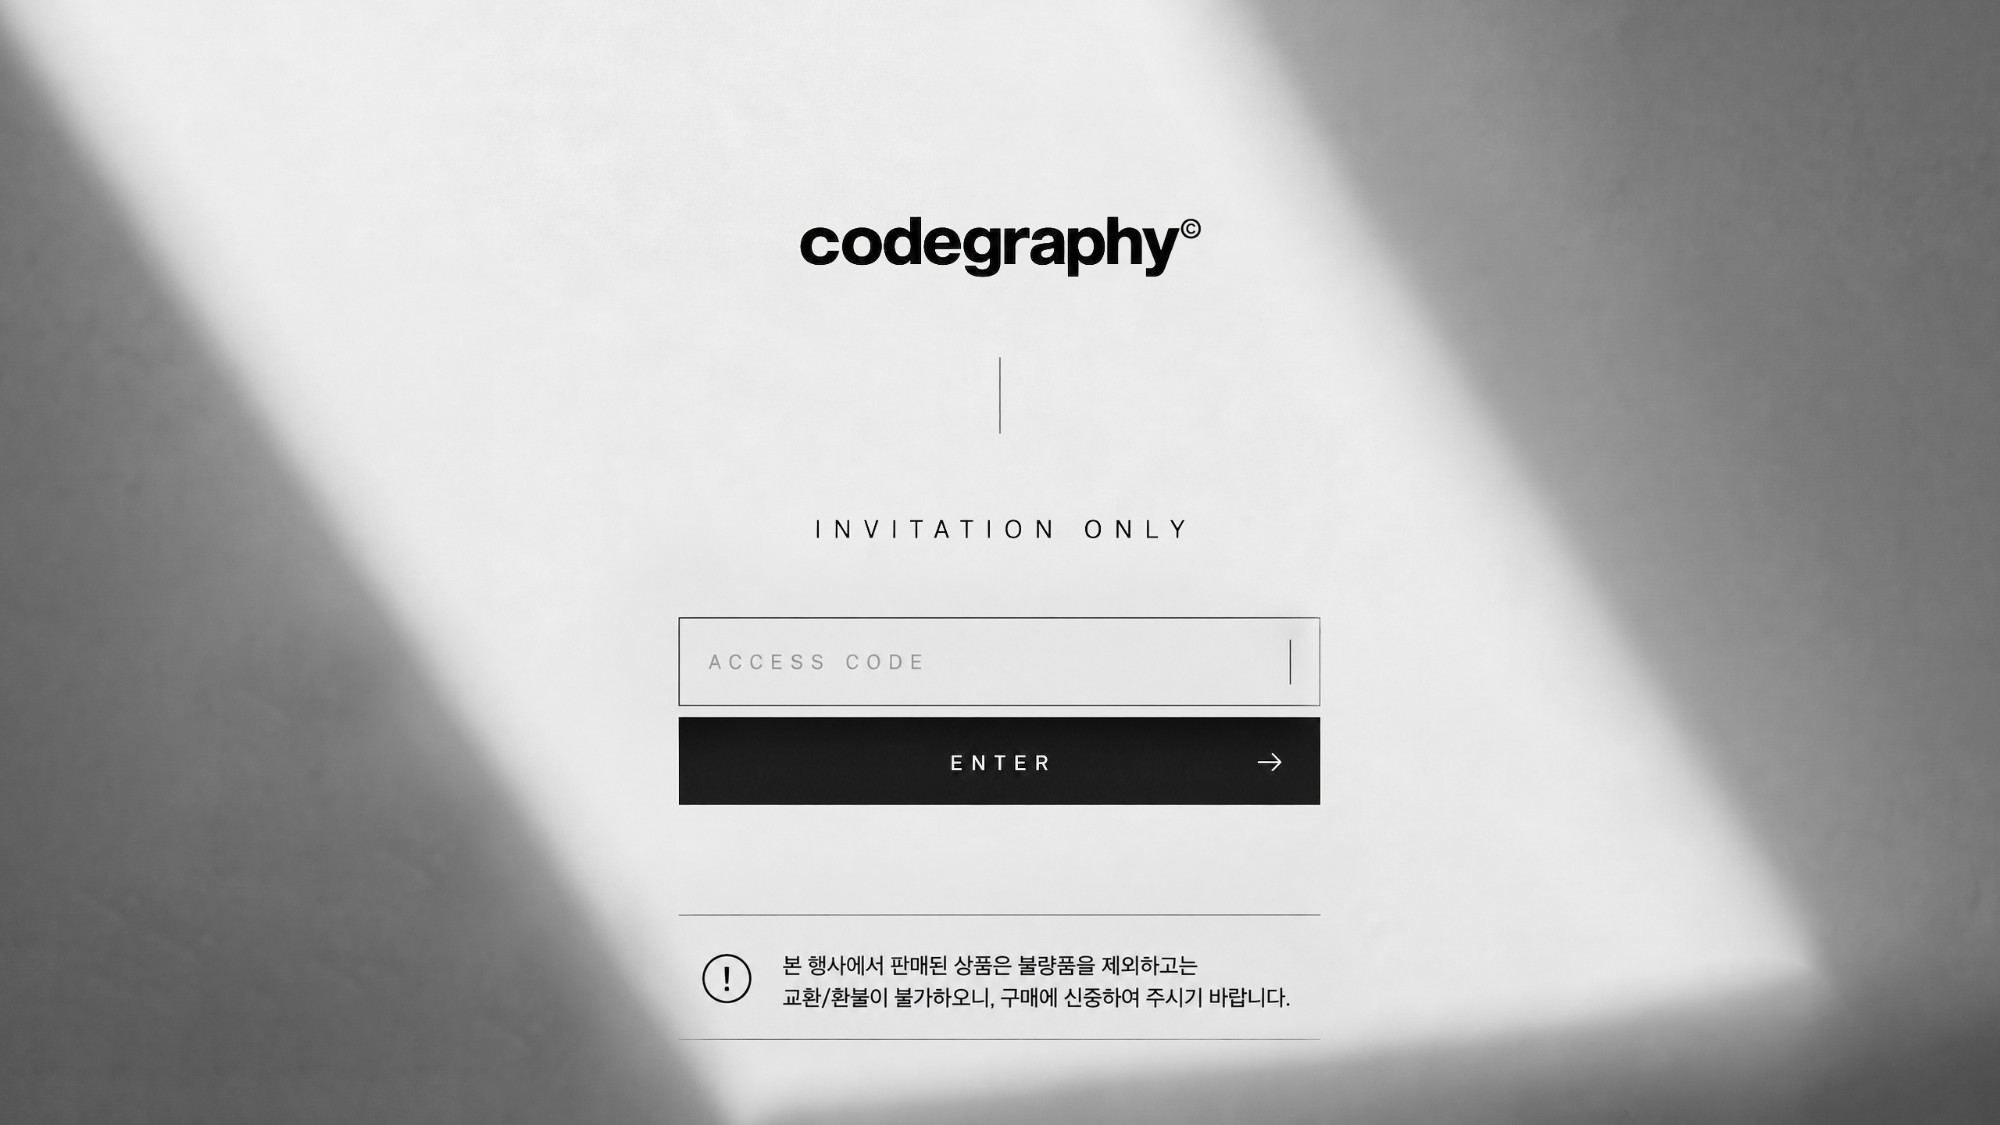 codegraphy©
INVITATION ONLY
ACCESS CODE
ENTER
본 행사에서 판매된 상품은 불량품을 제외하고는
교환/환불이 불가하오니, 구매에 신중하여 주시기 바랍니다.